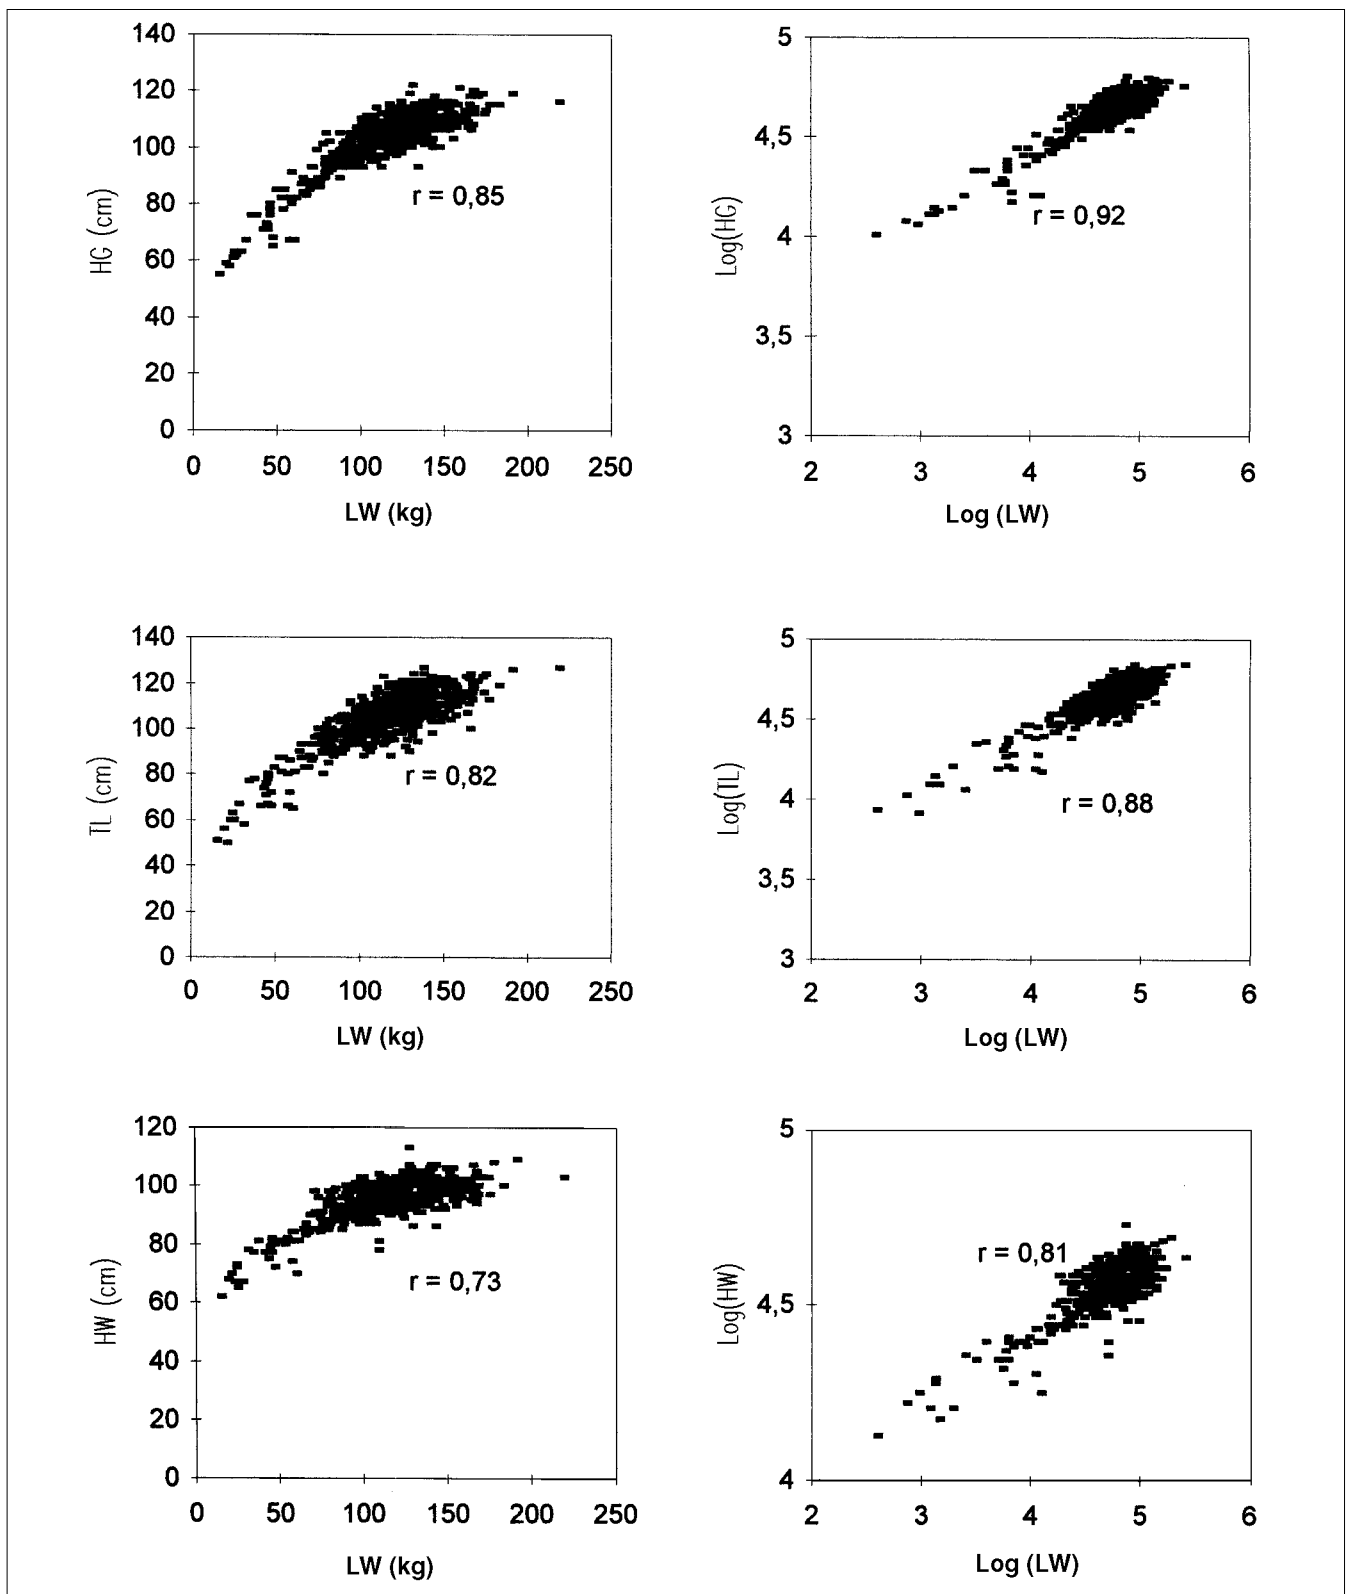 140
120
100
80
60
40
20
0
HG (cm)
r = 0,85
0 50 100 150 200 250
LW (kg)
5
4,5
4
3,5
3
Log(HG)
r = 0,92
2 3 4 5 6
Log (LW)
140
120
100
80
60
40
20
0
TL (cm)
r = 0,82
0 50 100 150 200 250
LW (kg)
5
4,5
4
3,5
3
Log(TL)
r = 0,88
2 3 4 5 6
Log (LW)
120
100
80
60
40
20
0
HW (cm)
r = 0,73
0 50 100 150 200 250
LW (kg)
5
4,5
4
Log(HW)
r = 0,81
2 3 4 5 6
Log (LW)